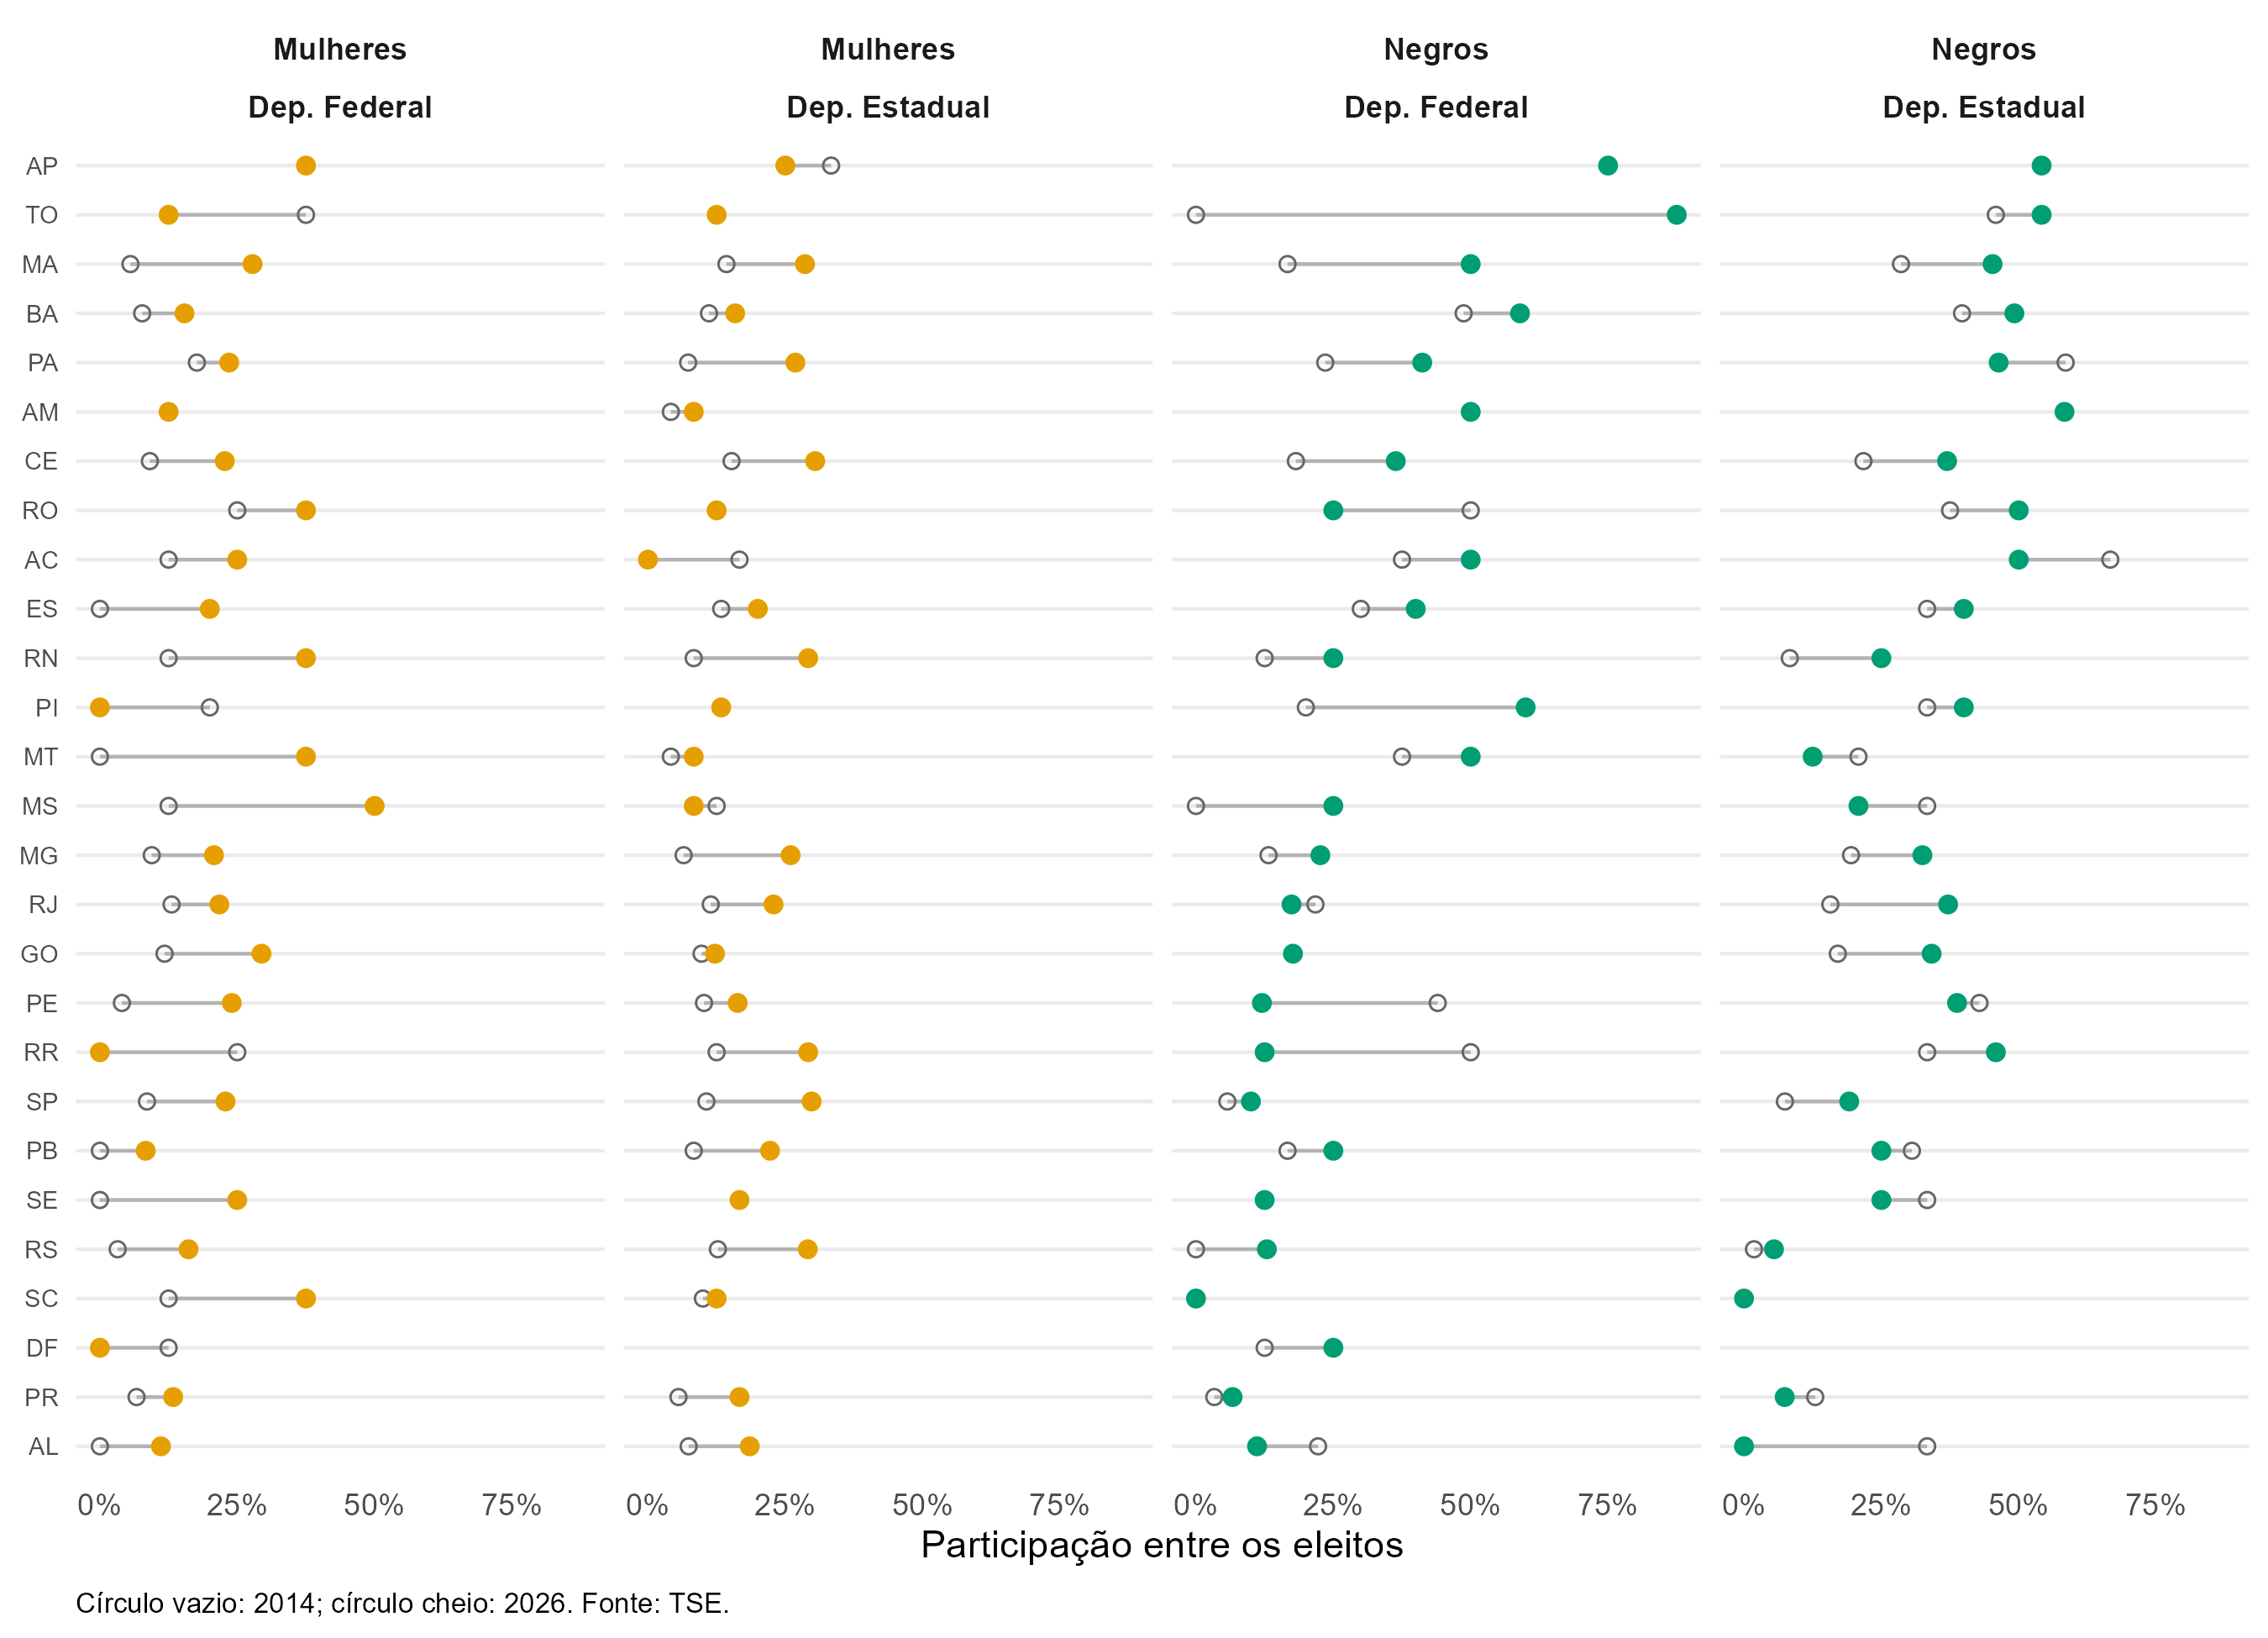 Mulheres Mulheres Negros Negros
Dep. Federal Dep. Estadual Dep. Federal Dep. Estadual
AP
TO
MA
BA
PA
AM
CE
RO
AC
ES
RN
PI
MT
MS
MG
RJ
GO
PE
RR
SP
PB
SE
RS
SC
DF
PR
AL
0% 25% 50% 75% 0% 25% 50% 75% 0% 25% 50% 75% 0% 25% 50% 75%
Participação entre os eleitos
Círculo vazio: 2014; círculo cheio: 2026. Fonte: TSE.